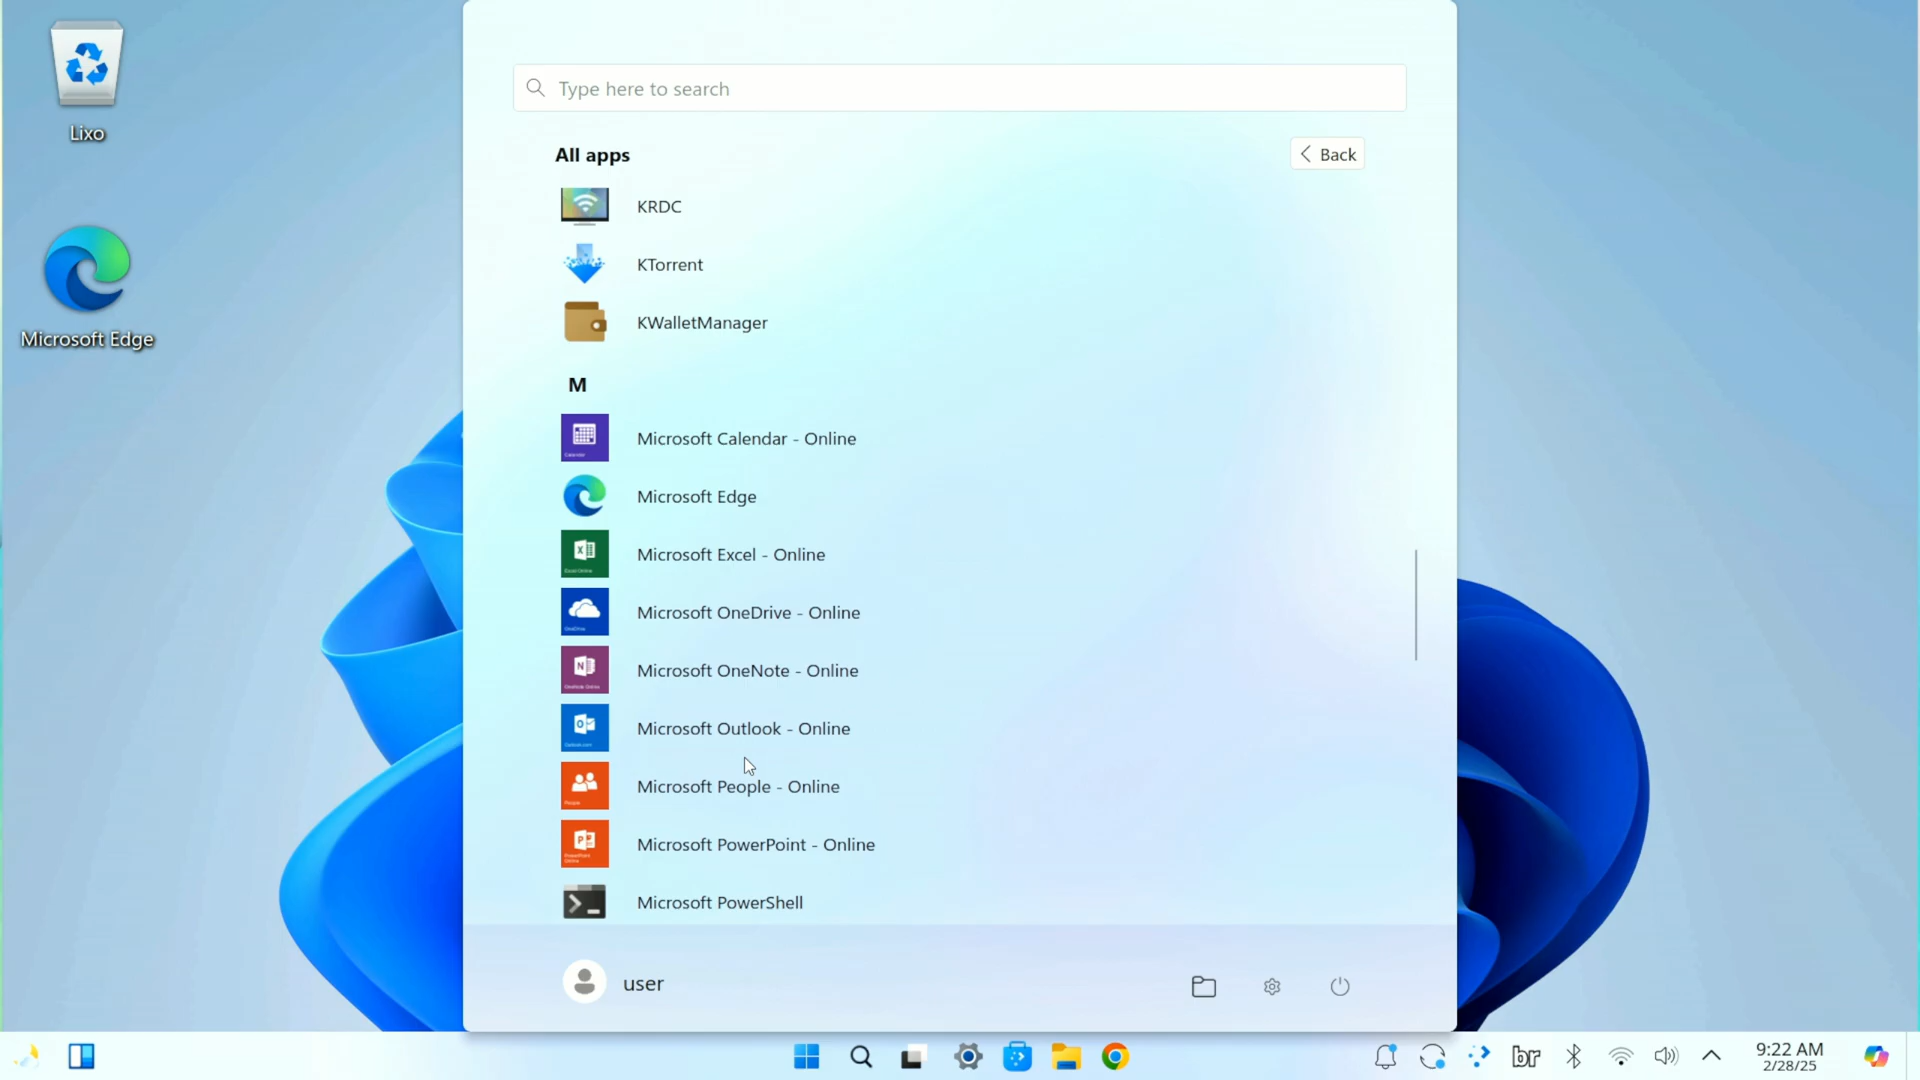 Lixo
Microsoft Edge
Type here to search
All apps
Back
KRDC
KTorrent
KWalletManager
M
Microsoft Calendar - Online
Microsoft Edge
Microsoft Excel - Online
Microsoft OneDrive - Online
Microsoft OneNote - Online
Microsoft Outlook - Online
Microsoft People - Online
Microsoft PowerPoint - Online
Microsoft PowerShell
user
br
9:22 AM
2/28/25